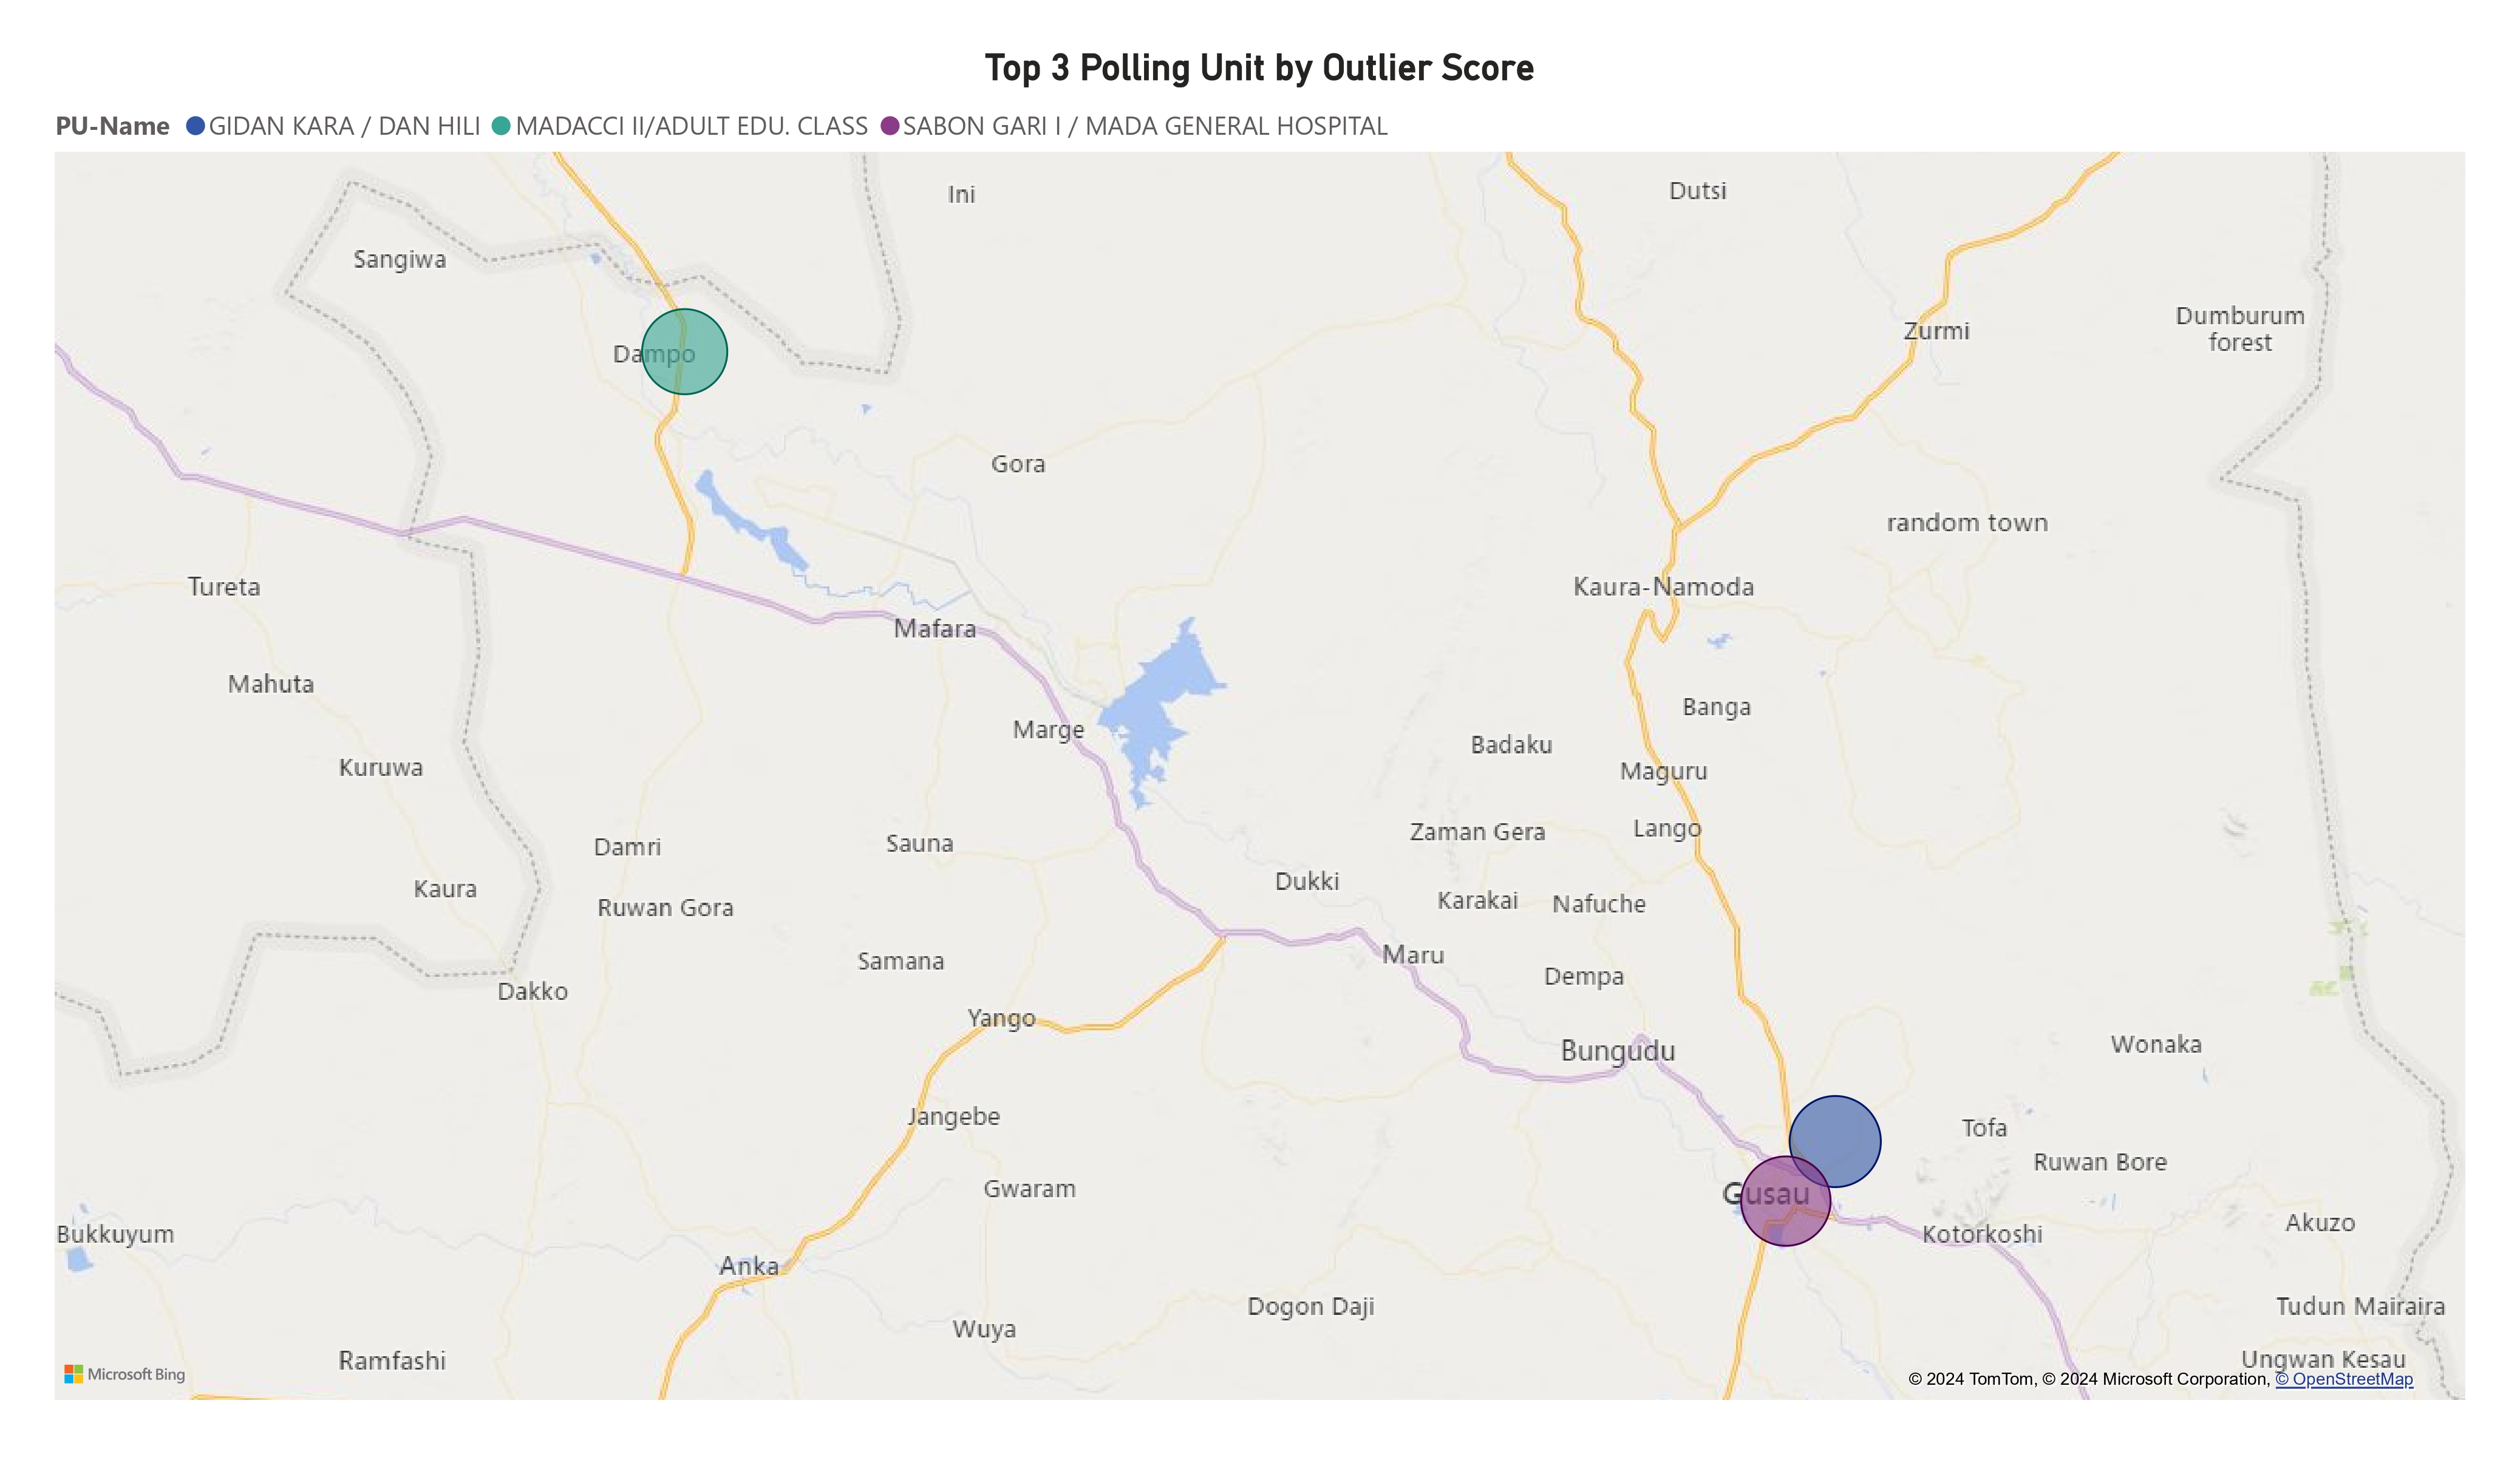 Top 3 Polling Unit by Outlier Score
PU-Name GIDAN KARA / DAN HILI MADACCI II/ADULT EDU. CLASS SABON GARI I / MADA GENERAL HOSPITAL
Ini
Dutsi
Sangiwa
Dumburum
forest
Zurmi
Dampo
Gora
random town
Tureta
Kaura-Namoda
Mafara
Mahuta
Banga
Marge
Badaku
Kuruwa
Maguru
Zaman Gera
Lango
Damri
Sauna
Dukki
Kaura
Karakai
Nafuche
Ruwan Gora
Maru
Samana
Dempa
Dakko
Yango
Wonaka
Bungudu
Jangebe
Tofa
Ruwan Bore
Gwaram
Gusau
Akuzo
Bukkuyum
Kotorkoshi
Anka
Dogon Daji
Tudun Mairaira
Wuya
Ramfashi
Ungwan Kesau
Microsoft Bing
© 2024 TomTom, © 2024 Microsoft Corporation, © OpenStreetMap